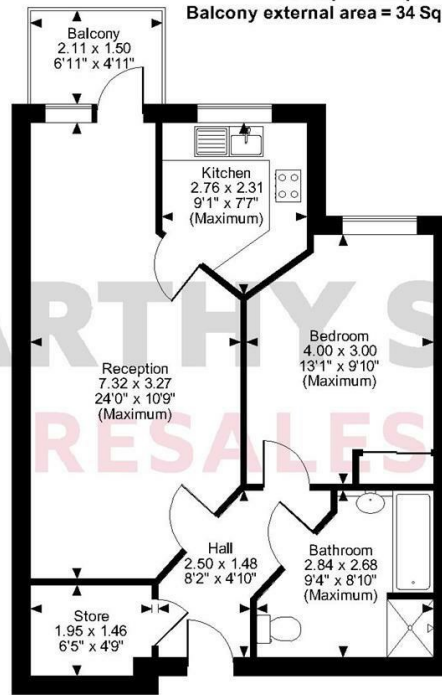 Balcony external area = 34 Sq
Balcony
2.11 x 1.50
6'11" x 4'11"
Kitchen
2.76 x 2.31
9'1" x 7'7"
(Maximum)
Bedroom
4.00 x 3.00
13'1" x 9'10"
(Maximum)
ARTHY S
Reception
7.32 x 3.27
24'0" x 10'9"
(Maximum)
RESALES
Hall
2.50 x 1.48
8'2" x 4'10"
Bathroom
2.84 x 2.68
9'4" x 8'10"
(Maximum)
Store
1.95 x 1.46
6'5" x 4'9"